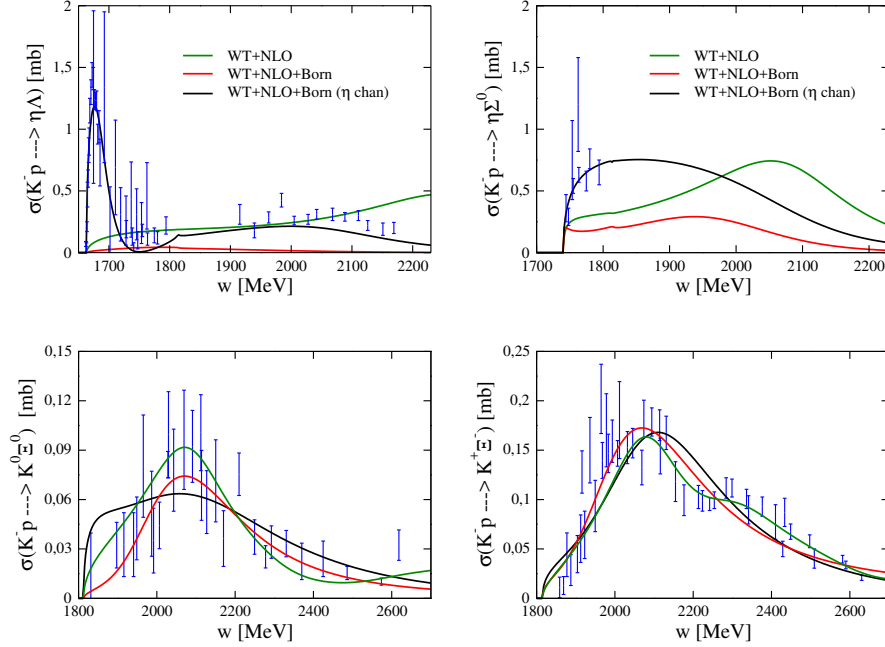 2
1.5
1
0.5
0
σ(K⁻p ---> ηΛ) [mb]
WT+NLO
WT+NLO+Born
WT+NLO+Born (η chan)
1700 1800 1900 2000 2100 2200
w [MeV]
2
1.5
1
0.5
0
σ(K⁻p ---> ηΣ⁰) [mb]
WT+NLO
WT+NLO+Born
WT+NLO+Born (η chan)
1700 1800 1900 2000 2100 2200
w [MeV]
0,15
0,12
0,09
0,06
0,03
0
σ(K⁻p ---> K⁰Ξ⁰) [mb]
1800 2000 2200 2400 2600
w [MeV]
0,25
0,2
0,15
0,1
0,05
0
σ(K⁻p ---> K⁺Ξ⁻) [mb]
1800 2000 2200 2400 2600
w [MeV]